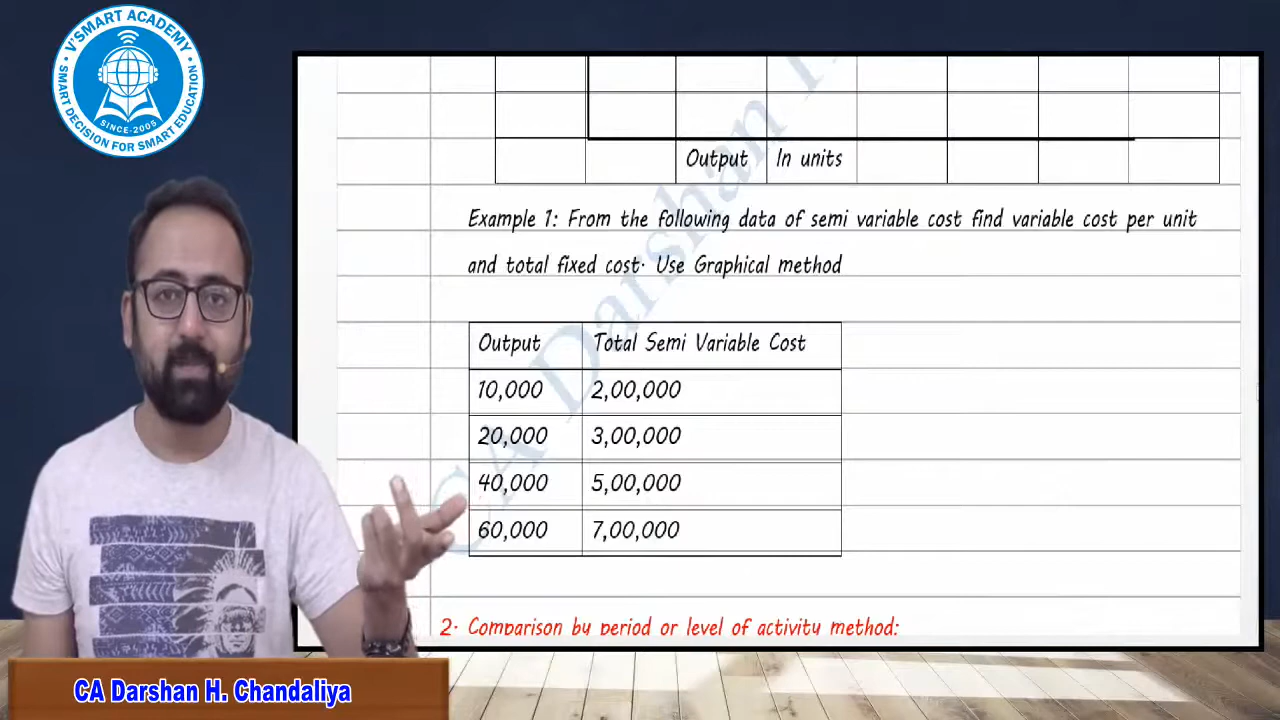 V'SMART ACADEMY
SMART DECISION FOR SMART EDUCATION
SINCE-2005
Output In units
Example 1: From the following data of semi variable cost find variable cost per unit
and total fixed cost. Use Graphical method
Output Total Semi Variable Cost
10,000 2,00,000
20,000 3,00,000
40,000 5,00,000
60,000 7,00,000
2. Comparison by period or level of activity method:
CA Darshan H.
CA Darshan H. Chandaliya